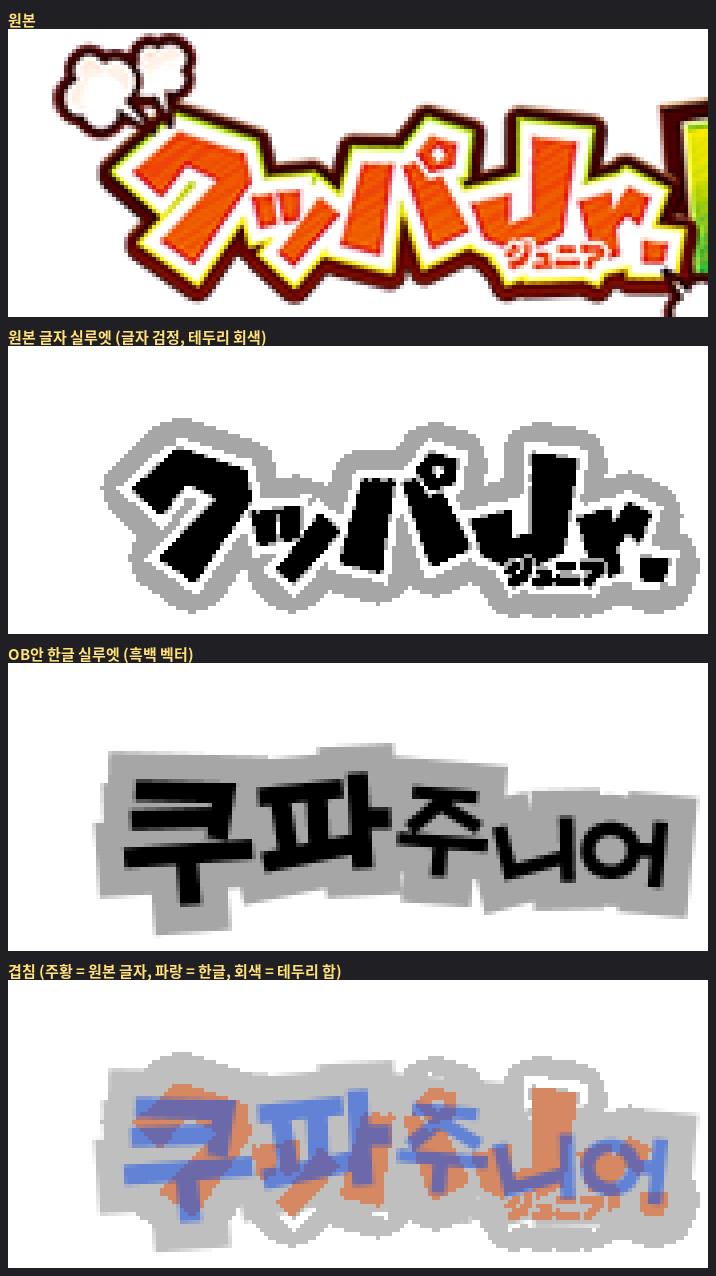 원본
クッパJr.
ジュニア
원본 글자 실루엣 (글자 검정, 테두리 회색)
クッパJr.
ジュニア
OB안 한글 실루엣 (흑백 벡터)
쿠파주니어
겹침 (주황 = 원본 글자, 파랑 = 한글, 회색 = 테두리 합)
쿠파주니어